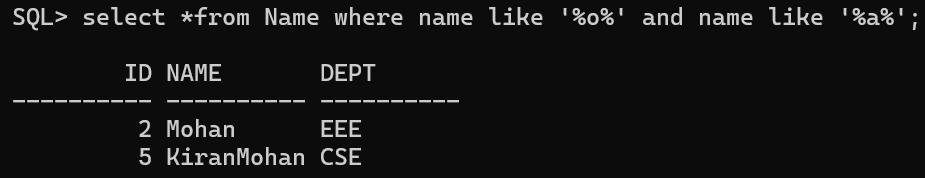 SQL> select *from Name where name like '%o%' and name like '%a%';
        ID NAME       DEPT
---------- ---------- ----------
         2 Mohan      EEE
         5 KiranMohan CSE